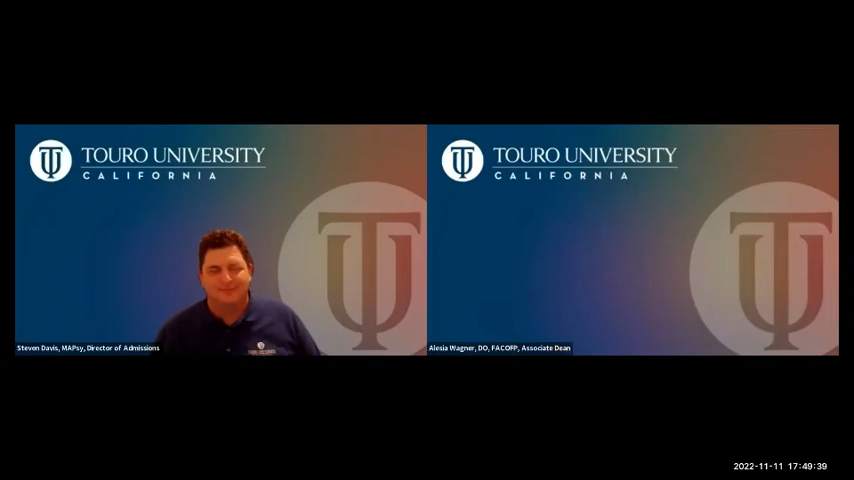 TOURO UNIVERSITY
CALIFORNIA
Steven Davis, MAPsy, Director of Admissions
TOURO UNIVERSITY
CALIFORNIA
Alesia Wagner, DO, FACOFP, Associate Dean
2022-11-11 17:49:39